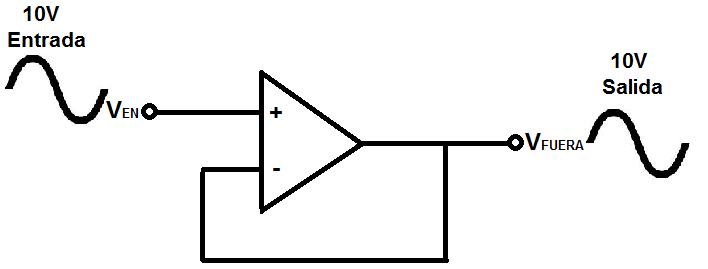 10V
Entrada
10V
Salida
VEN
+
-
VFUERA